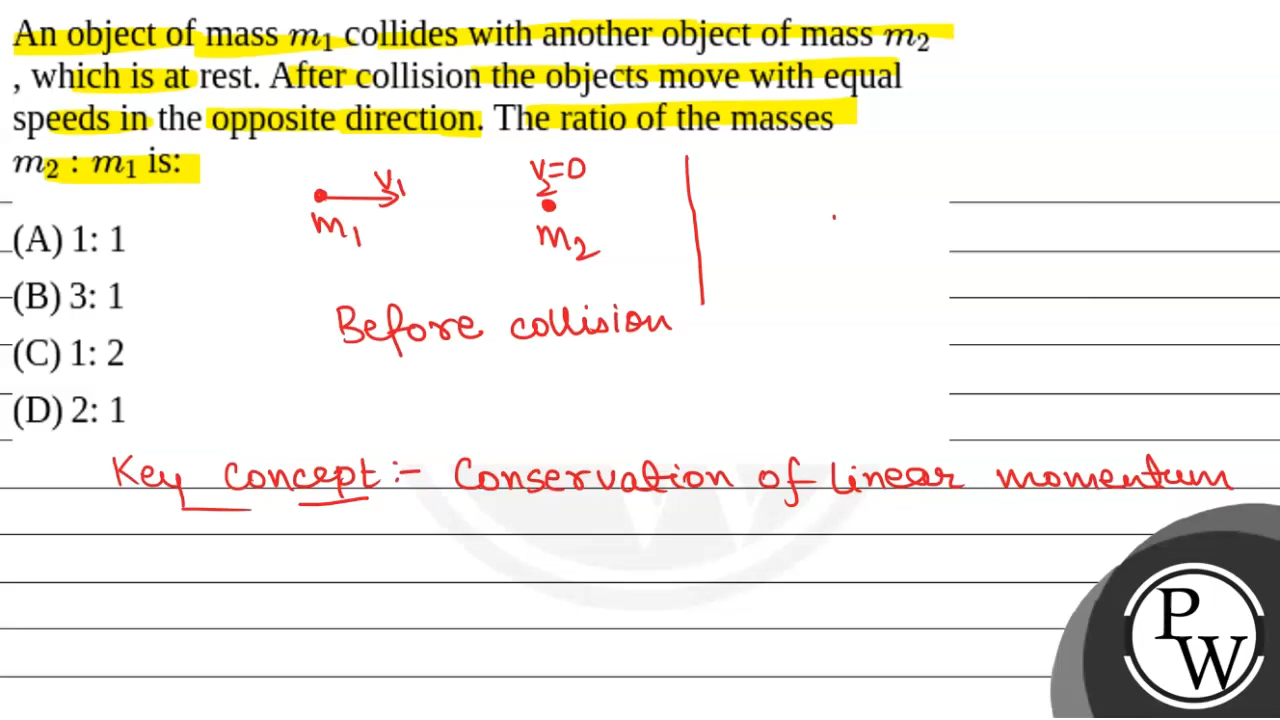 An object of mass m₁ collides with another object of mass m₂
, which is at rest. After collision the objects move with equal
speeds in the opposite direction. The ratio of the masses
m₂ : m₁ is:
V₁
V₂=0
m₁
m₂
(A) 1: 1
(B) 3: 1
Before collision
(C) 1: 2
(D) 2: 1
Key concept:- Conservation of linear momentum
P
W